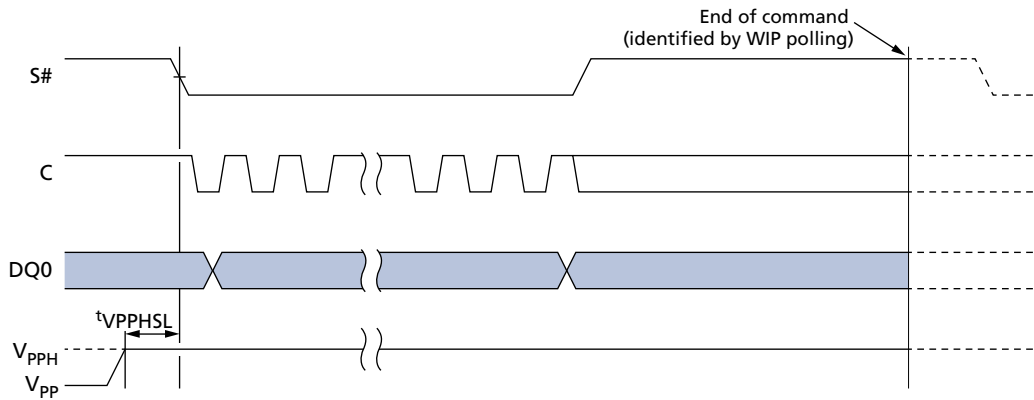 End of command
(identified by WIP polling)
S#
C
DQ0
tVPPHSL
VPPH
VPP